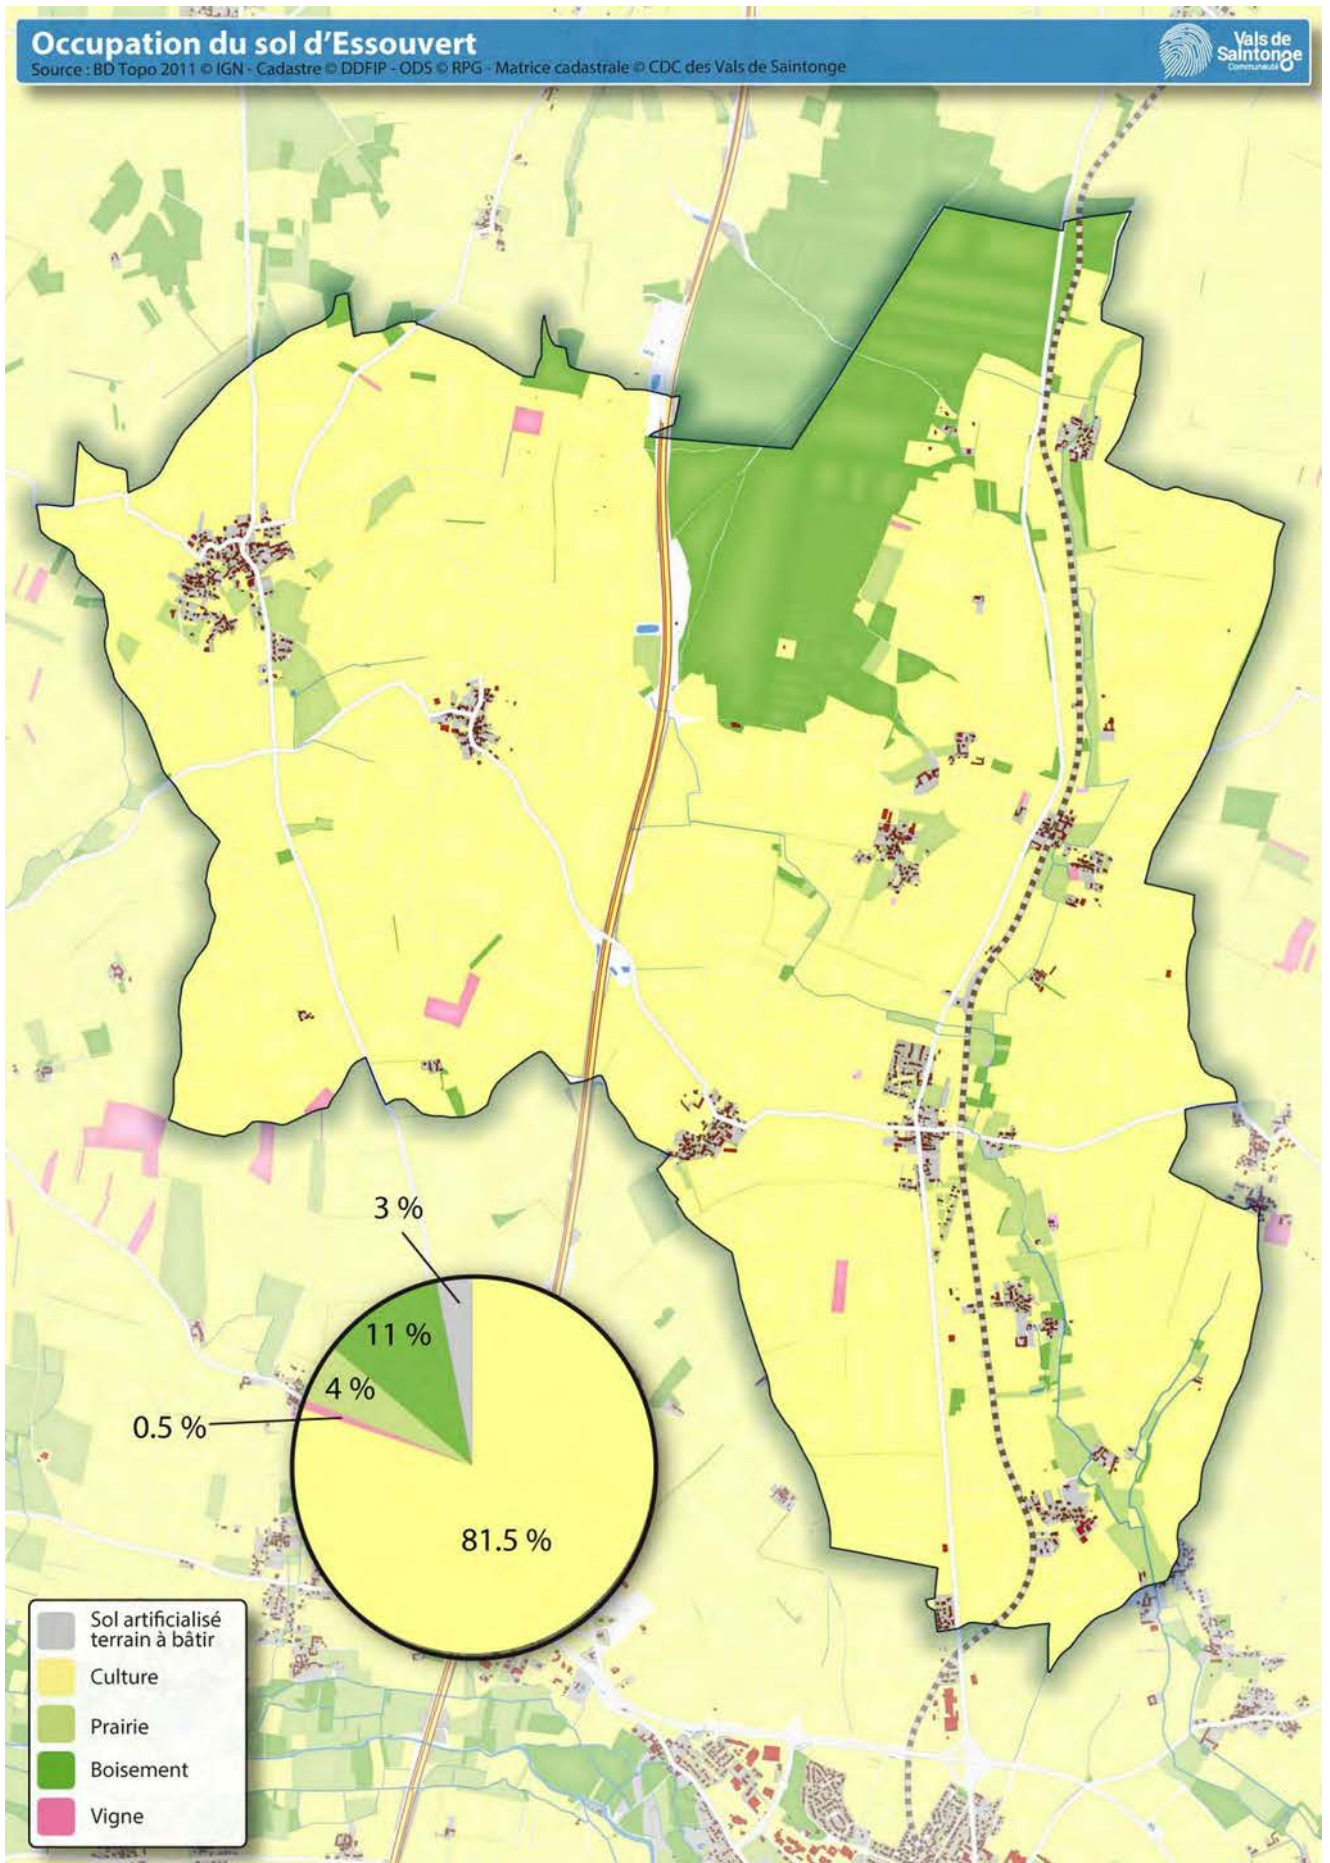 Occupation du sol d'Essouvert
Source : BD Topo 2011 © IGN - Cadastre © DDFIP - ODS © RPG - Matrice cadastrale © CDC des Vals de Saintonge
Vals de
Saintonge
Communauté
3 %
11 %
4 %
0.5 %
81.5 %
Sol artificialisé
terrain à bâtir
Culture
Prairie
Boisement
Vigne